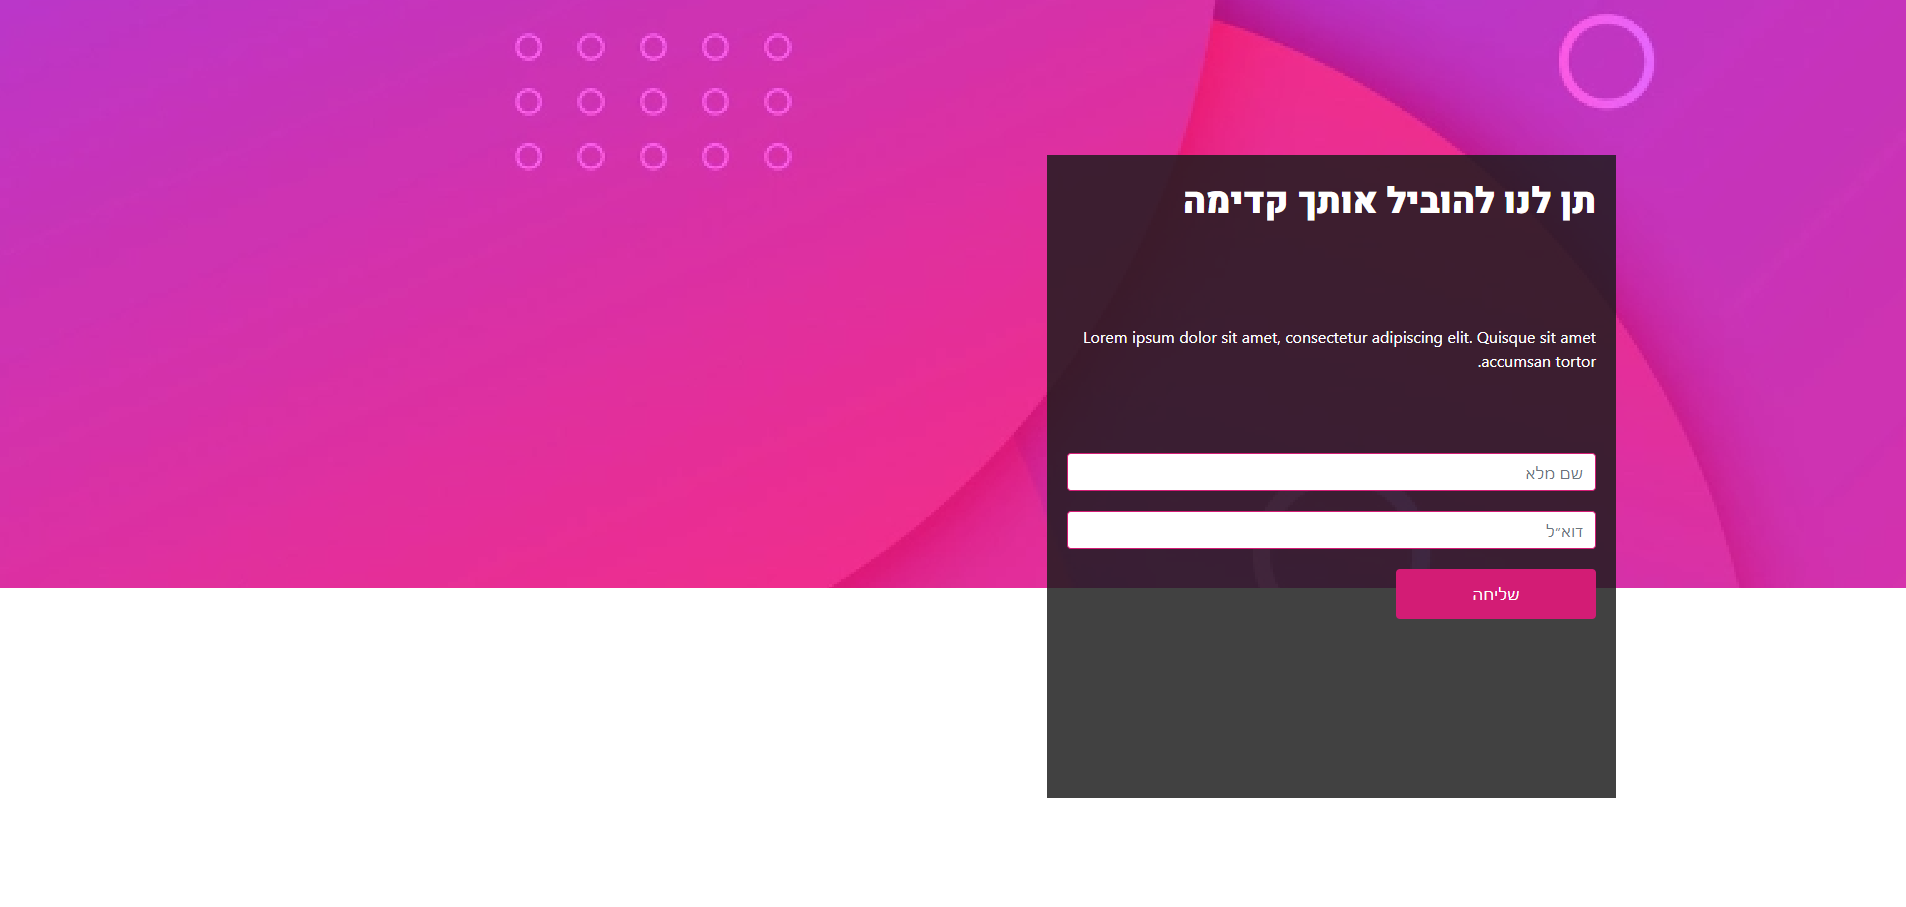 תן לנו להוביל אותך קדימה
Lorem ipsum dolor sit amet, consectetur adipiscing elit. Quisque sit amet
accumsan tortor.
שם מלא
דוא״ל
שליחה